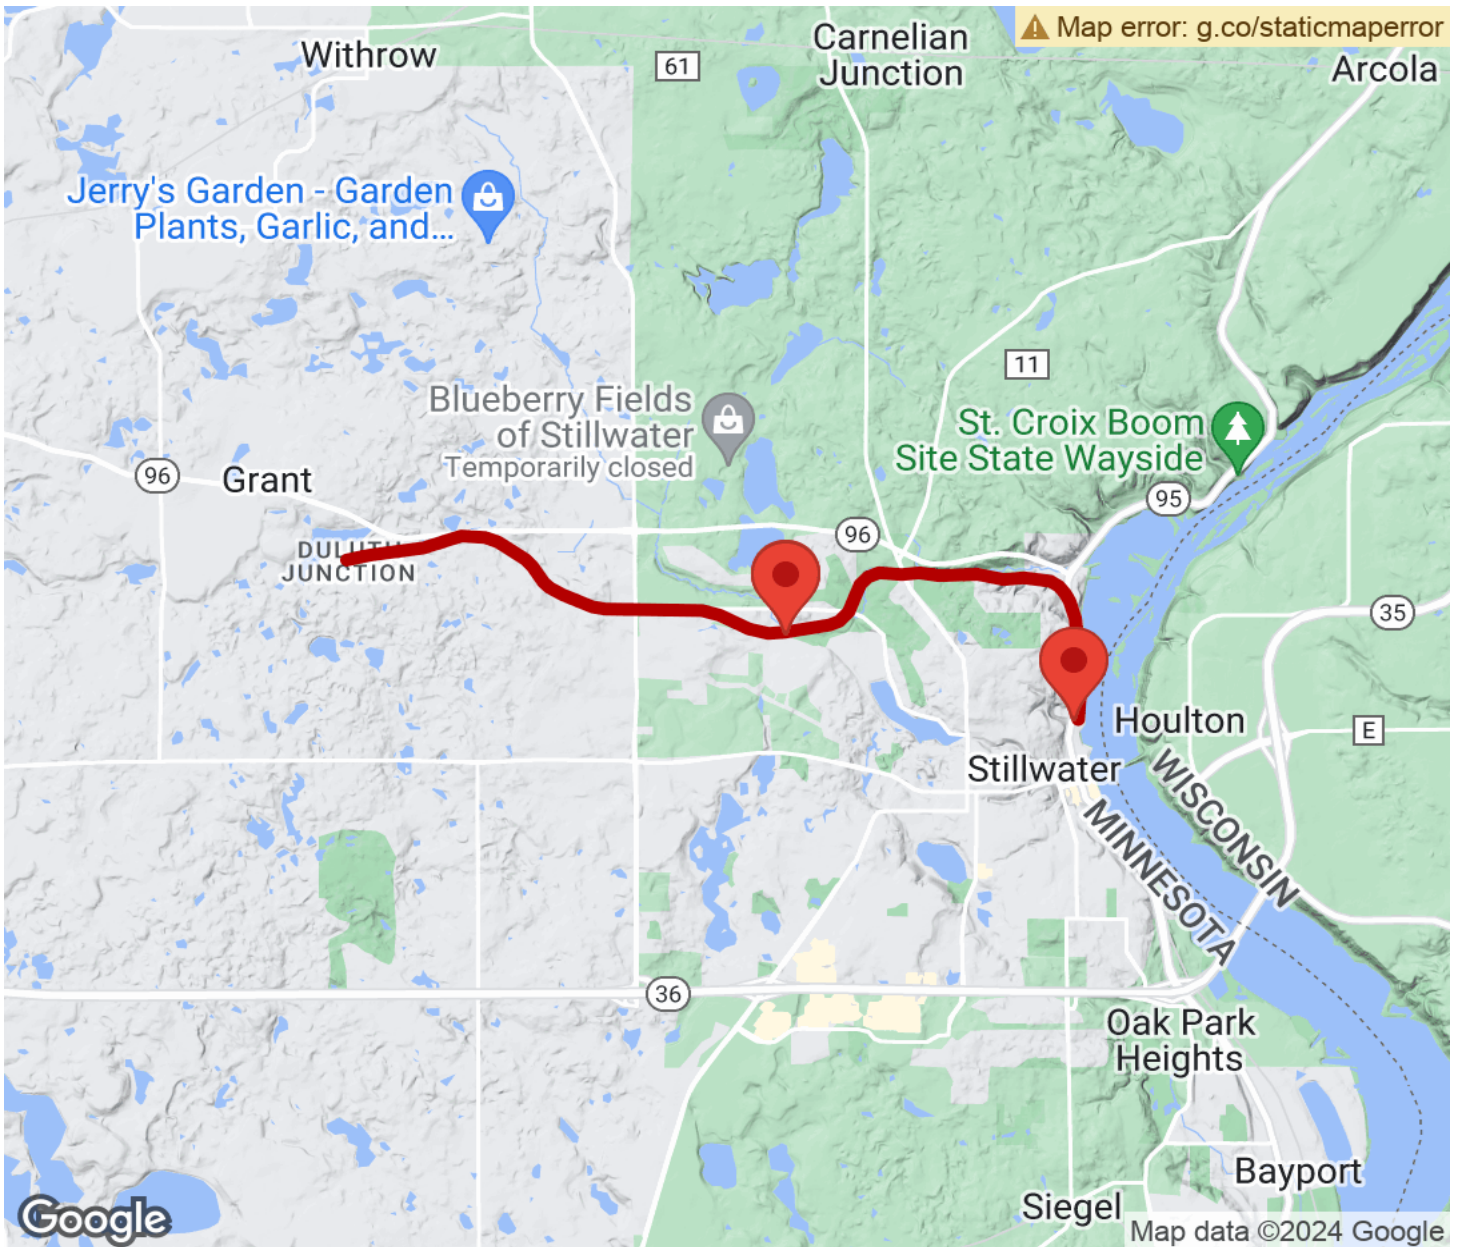 Map error: g.co/staticmaperror
Withrow
61
Carnelian
Junction
Arcola
Jerry's Garden - Garden
Plants, Garlic, and...
11
Blueberry Fields
of Stillwater
Temporarily closed
St. Croix Boom
Site State Wayside
96
Grant
95
96
DULUTH
JUNCTION
35
Houlton
E
Stillwater
WISCONSIN
MINNESOTA
36
Oak Park
Heights
Bayport
Siegel
Google
Map data ©2024 Google